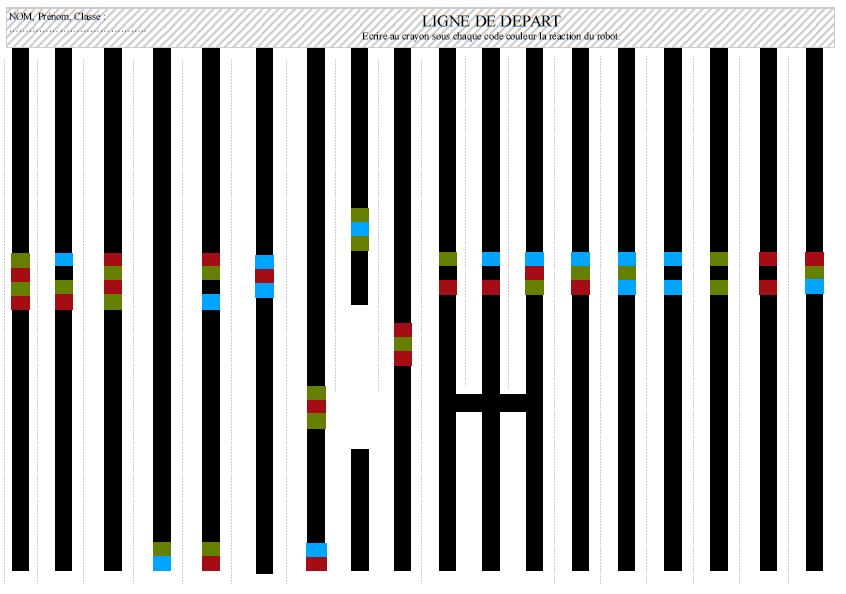 NOM, Prénom, Classe :
LIGNE DE DEPART
Ecrire au crayon sous chaque code couleur la réaction du robot.